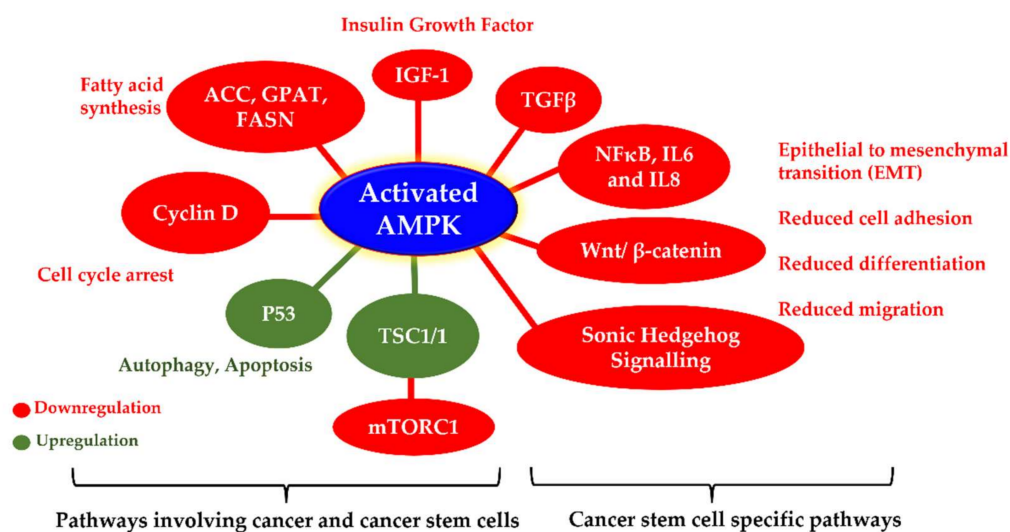 Insulin Growth Factor
Fatty acid
synthesis
ACC, GPAT,
FASN
IGF-1
TGFβ
NFκB, IL6
and IL8
Epithelial to mesenchymal
transition (EMT)
Activated
AMPK
Cyclin D
Reduced cell adhesion
Wnt/ β-catenin
Reduced differentiation
Cell cycle arrest
P53
TSC1/1
Reduced migration
Sonic Hedgehog
Signalling
Autophagy, Apoptosis
Downregulation
mTORC1
Upregulation
Pathways involving cancer and cancer stem cells
Cancer stem cell specific pathways